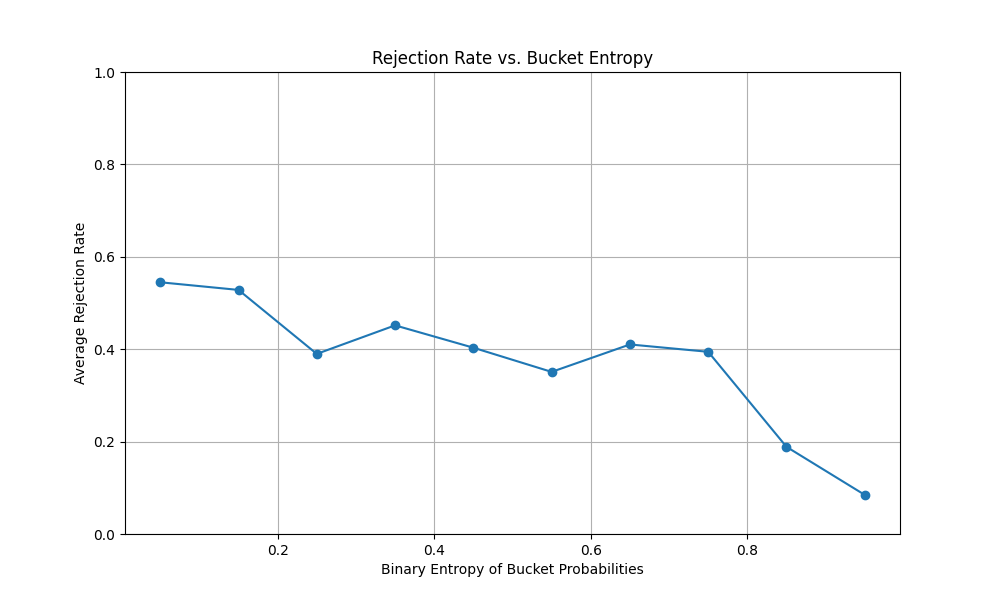 Rejection Rate vs. Bucket Entropy
1.0
0.8
0.6
0.4
0.2
0.0
Average Rejection Rate
0.2 0.4 0.6 0.8
Binary Entropy of Bucket Probabilities